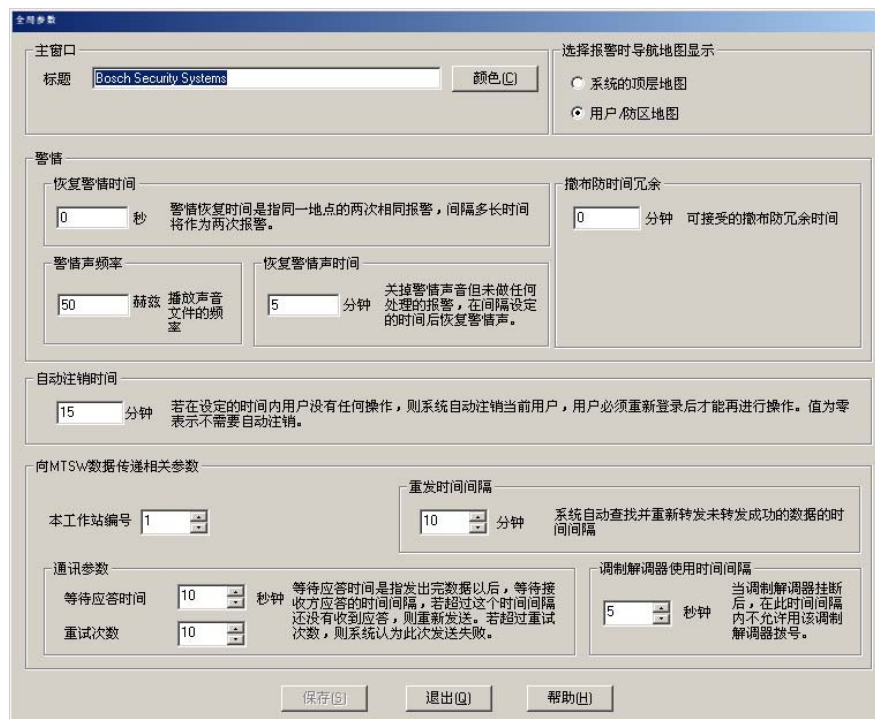 全局参数
主窗口
标题 Bosch Security Systems 颜色(C)
选择报警时导航地图显示
系统的顶层地图
用户/防区地图
警情
恢复警情时间
0 秒 警情恢复时间是指同一地点的两次相同报警，间隔多长时间
将作为两次报警。
撤布防时间冗余
0 分钟 可接受的撤布防冗余时间
警情声频率
50 赫兹 播放声音
文件的频
率
恢复警情声时间
5 分钟 关掉警情声音但未做任何
处理的报警，在间隔设定
的时间后恢复警情声。
自动注销时间
15 分钟 若在设定的时间内用户没有任何操作，则系统自动注销当前用户，用户必须重新登录后才能再进行操作。值为零
表示不需要自动注销。
向MTSW数据传递相关参数
本工作站编号 1
重发时间间隔
10 分钟 系统自动查找并重新转发未转发成功的数据的时
间间隔
通讯参数
等待应答时间 10 秒钟
重试次数 10
等待应答时间是指发出完数据以后，等待接
收方应答的时间间隔，若超过这个时间间隔
还没有收到应答，则重新发送。若超过重试
次数，则系统认为此次发送失败。
调制解调器使用时间间隔
5 秒钟 当调制解调器挂断
后，在此时间间隔
内不允许用该调制
解调器拨号。
保存(S) 退出(Q) 帮助(H)